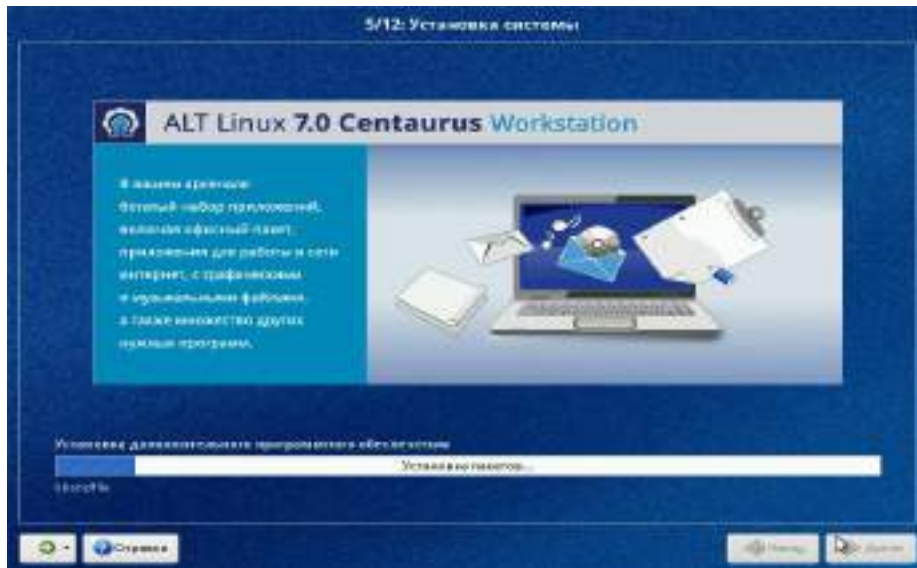 5/12: Установка системы
ALT Linux 7.0 Centaurus Workstation
В вашем арсенале
богатый набор приложений,
включая офисный пакет,
приложения для работы в сети
интернет, с графическими
и музыкальными файлами,
а также множество других
нужных программ.
Установка дополнительного программного обеспечения
Установка пакетов...
Справка
Назад
Далее